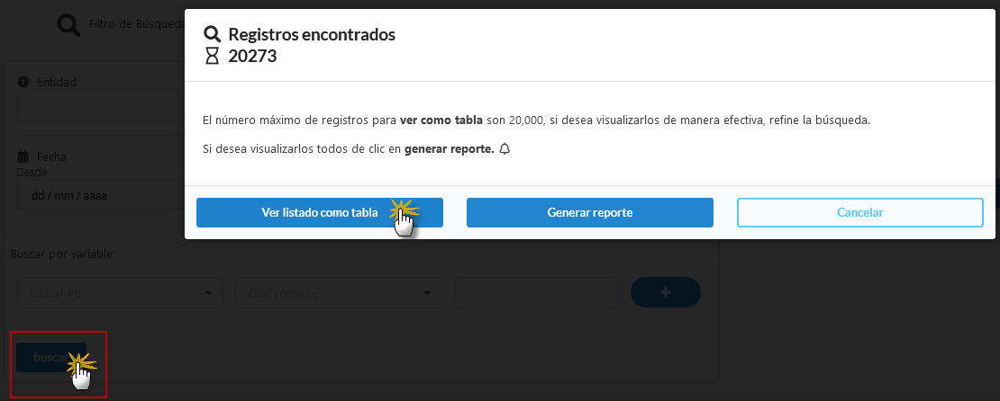 Filtro de Búsqueda
Registros encontrados
20273
Entidad
El número máximo de registros para ver como tabla son 20,000, si desea visualizarlos de manera efectiva, refine la búsqueda.
Si desea visualizarlos todos de clic en generar reporte.
Fecha
Desde
dd / mm / aaaa
Ver listado como tabla
Generar reporte
Cancelar
Buscar por variable:
Buscar Por
Que contiene
buscar